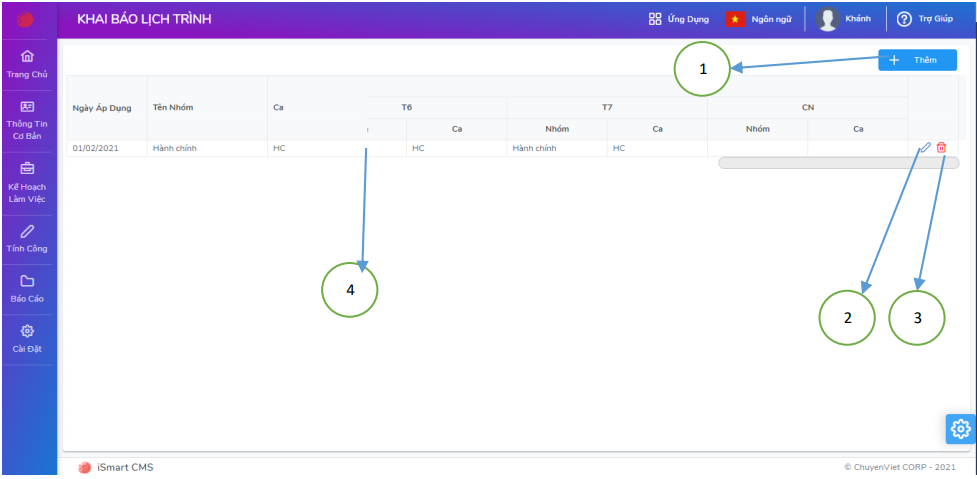 KHAI BÁO LỊCH TRÌNH
Ứng Dụng
Ngôn ngữ
Khánh
Trợ Giúp
Trang Chủ
Thông Tin
Cơ Bản
Kế Hoạch
Làm Việc
Tính Công
Báo Cáo
Cài Đặt
+ Thêm
1
Ngày Áp Dụng
Tên Nhóm
Ca
T6
T7
CN
Ca
Nhóm
Ca
Nhóm
Ca
01/02/2021
Hành chính
HC
HC
Hành chính
HC
4
2
3
iSmart CMS
© ChuyenViet CORP - 2021